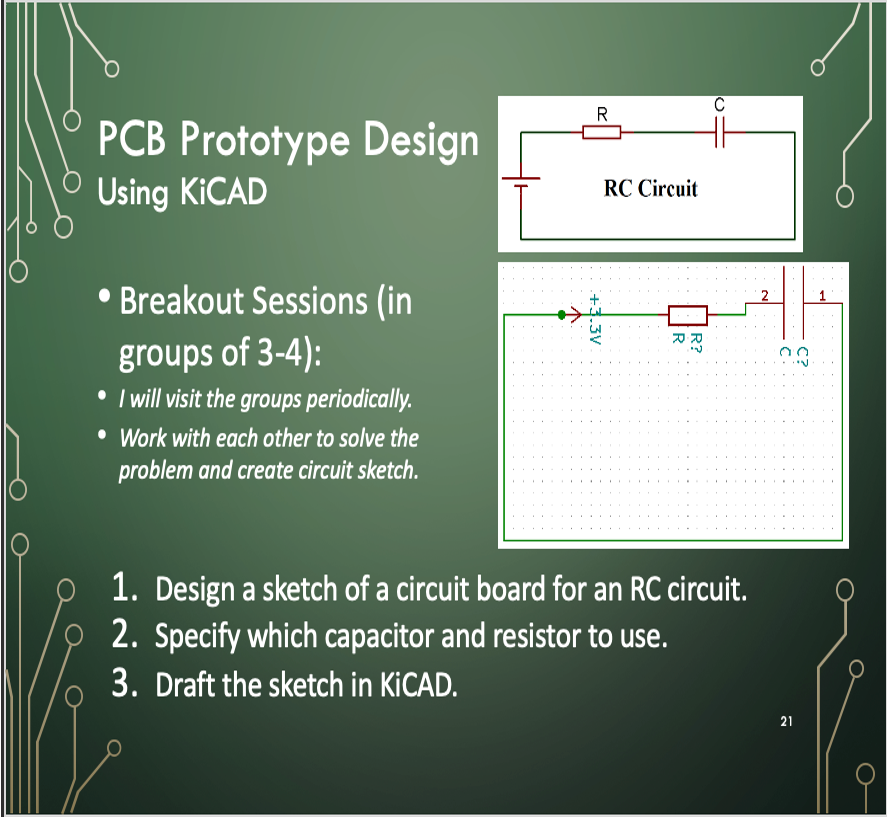 PCB Prototype Design
Using KiCAD
R
C
RC Circuit
• Breakout Sessions (in
groups of 3-4):
• I will visit the groups periodically.
• Work with each other to solve the
problem and create circuit sketch.
+3.3V
R
R?
2
1
C
C?
1. Design a sketch of a circuit board for an RC circuit.
2. Specify which capacitor and resistor to use.
3. Draft the sketch in KiCAD.
21